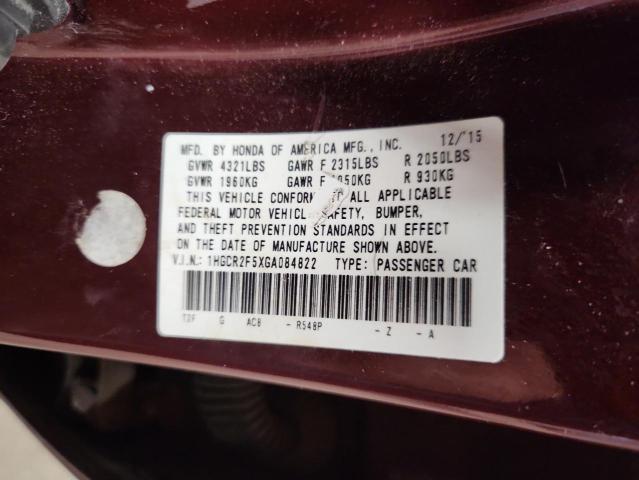 MFD. BY HONDA OF AMERICA MFG., INC. 12/15
GVWR 4321LBS GAWR F 2315LBS R 2050LBS
GVWR 1960KG GAWR F 1050KG R 930KG
THIS VEHICLE CONFORMS TO ALL APPLICABLE
FEDERAL MOTOR VEHICLE SAFETY, BUMPER,
AND THEFT PREVENTION STANDARDS IN EFFECT
ON THE DATE OF MANUFACTURE SHOWN ABOVE.
V.I.N.: 1HGCR2F5XGA084822 TYPE: PASSENGER CAR
G AC8 - R548P - Z - A